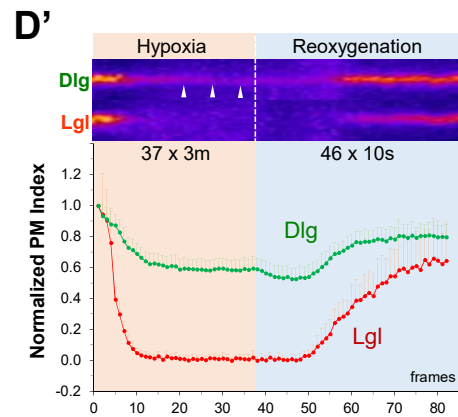 D’
Hypoxia Reoxygenation
Dlg
Lgl
37 x 3m 46 x 10s
Normalized PM Index
1.2
1.0
0.8
0.6
0.4
0.2
0.0
-0.2
Dlg
Lgl
frames
0 10 20 30 40 50 60 70 80